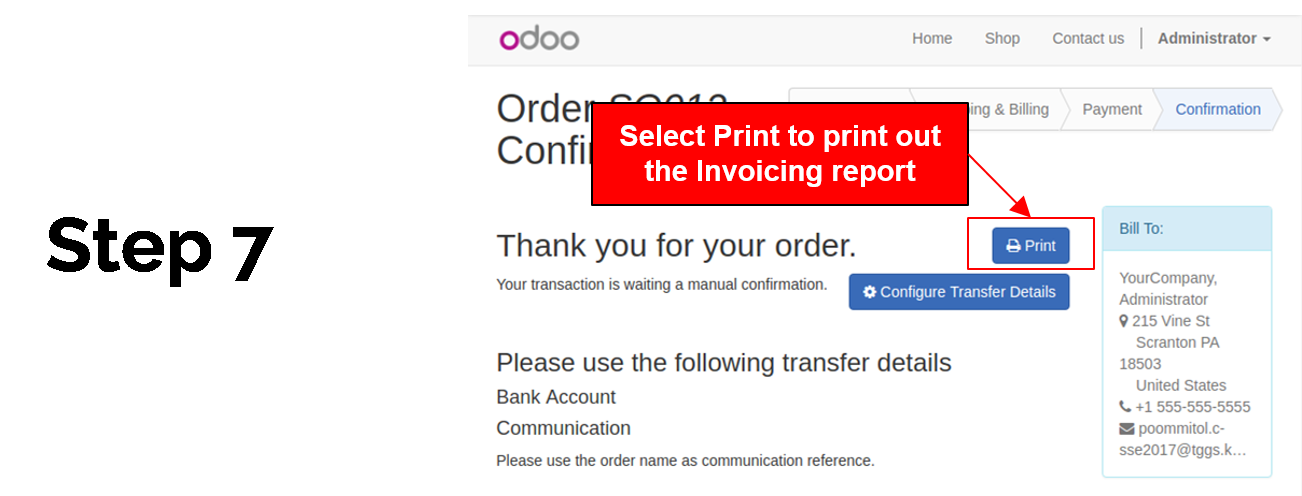 Step 7
odoo
Home Shop Contact us Administrator
Order
Confi
ing & Billing Payment Confirmation
Select Print to print out
the Invoicing report
Thank you for your order.
Print
Your transaction is waiting a manual confirmation.
Configure Transfer Details
Please use the following transfer details
Bank Account
Communication
Please use the order name as communication reference.
Bill To:
YourCompany,
Administrator
215 Vine St
Scranton PA
18503
United States
+1 555-555-5555
poommitol.c-
sse2017@tggs.k...